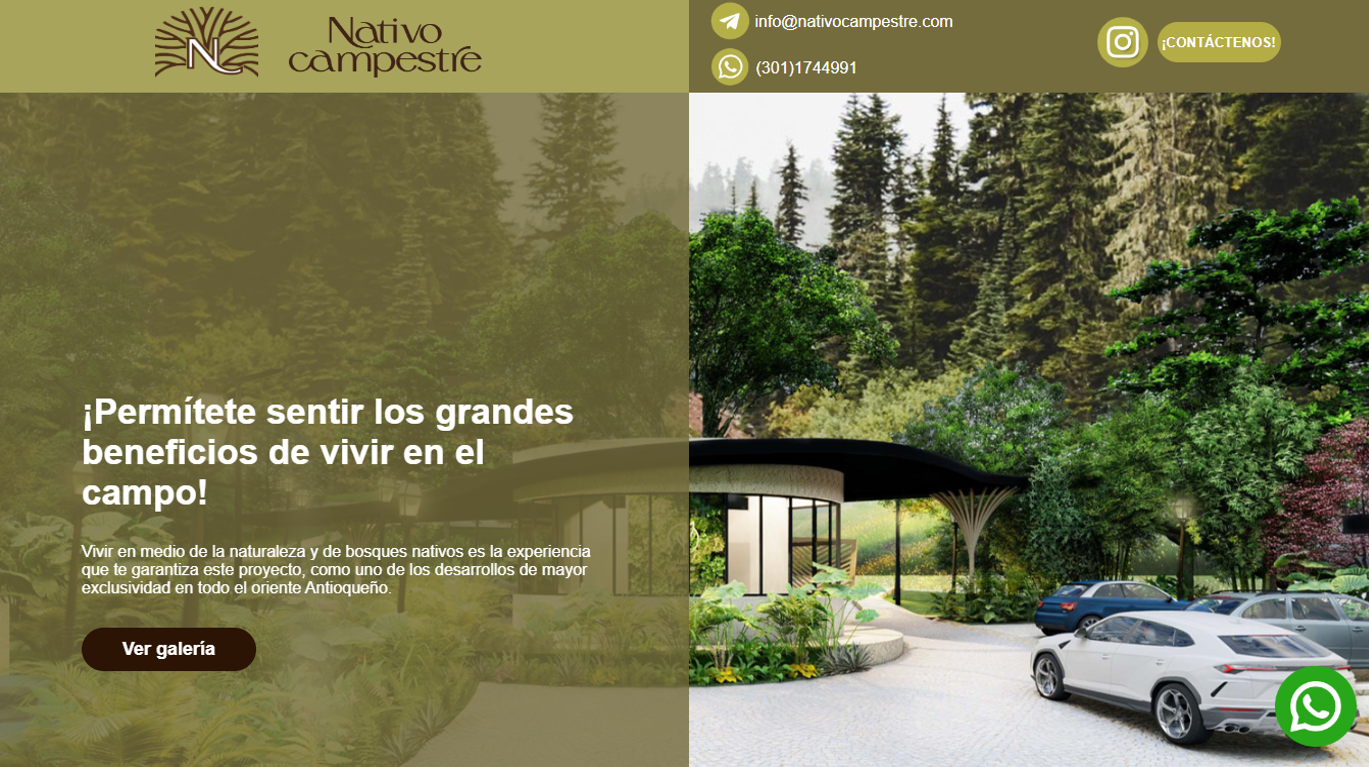 Nativo
campestre
info@nativocampestre.com
(301)1744991
¡CONTÁCTENOS!
¡Permítete sentir los grandes
beneficios de vivir en el
campo!
Vivir en medio de la naturaleza y de bosques nativos es la experiencia
que te garantiza este proyecto, como uno de los desarrollos de mayor
exclusividad en todo el oriente Antioqueño.
Ver galería